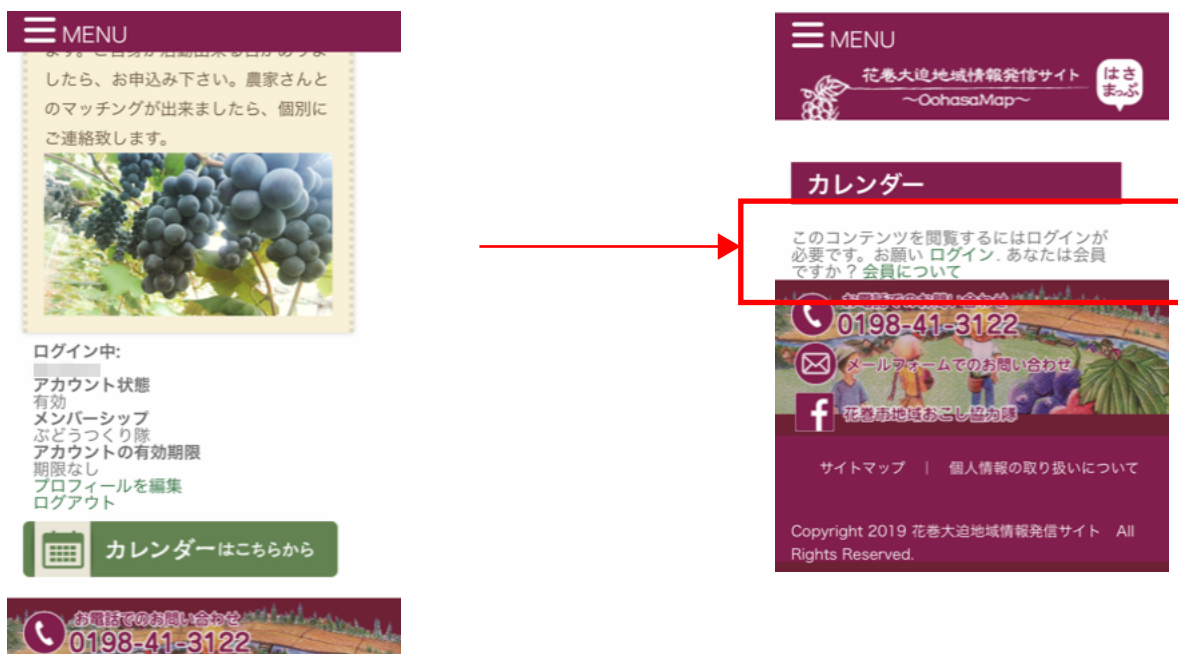 MENU
ます。ご自身が活動出来る日がありま
したら、お申込み下さい。農家さんと
のマッチングが出来ましたら、個別に
ご連絡致します。
ログイン中:
アカウント状態
有効
メンバーシップ
ぶどうつくり隊
アカウントの有効期限
期限なし
プロフィールを編集
ログアウト
カレンダーはこちらから
お電話でのお問い合わせ
0198-41-3122
MENU
花巻大迫地域情報発信サイト
～OohasaMap～
はさ
まっぷ
カレンダー
このコンテンツを閲覧するにはログインが
必要です。お願い ログイン. あなたは会員
ですか ? 会員について
お電話でのお問い合わせ
0198-41-3122
メールフォームでのお問い合わせ
花巻市地域おこし協力隊
サイトマップ ｜ 個人情報の取り扱いについて
Copyright 2019 花巻大迫地域情報発信サイト All
Rights Reserved.